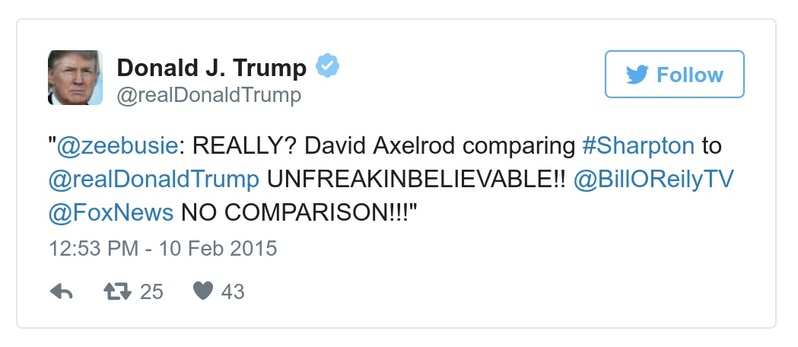 Donald J. Trump
@realDonaldTrump
Follow
"@zeebusie: REALLY? David Axelrod comparing #Sharpton to
@realDonaldTrump UNFREAKINBELIEVABLE!! @BillOReilyTV
@FoxNews NO COMPARISON!!!"
12:53 PM - 10 Feb 2015
25 43